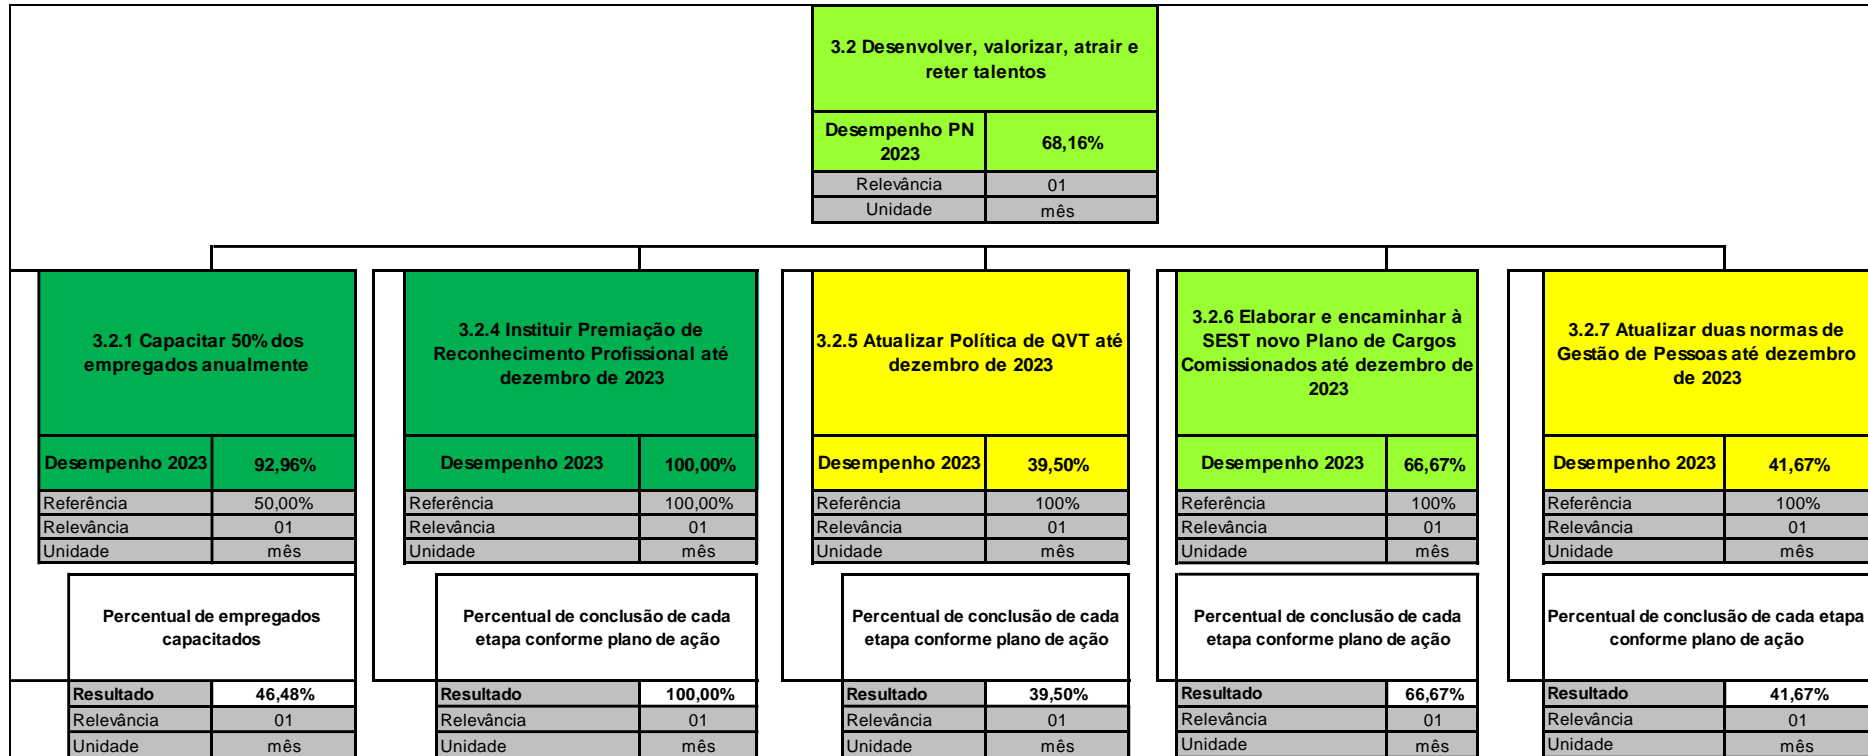 3.2 Desenvolver, valorizar, atrair e
reter talentos
Desempenho PN
2023
68,16%
Relevância 01
Unidade mês
3.2.1 Capacitar 50% dos
empregados anualmente
Desempenho 2023 92,96%
Referência 50,00%
Relevância 01
Unidade mês
Percentual de empregados
capacitados
Resultado 46,48%
Relevância 01
Unidade mês
3.2.4 Instituir Premiação de
Reconhecimento Profissional até
dezembro de 2023
Desempenho 2023 100,00%
Referência 100,00%
Relevância 01
Unidade mês
Percentual de conclusão de cada
etapa conforme plano de ação
Resultado 100,00%
Relevância 01
Unidade mês
3.2.5 Atualizar Política de QVT até
dezembro de 2023
Desempenho 2023 39,50%
Referência 100%
Relevância 01
Unidade mês
Percentual de conclusão de cada
etapa conforme plano de ação
Resultado 39,50%
Relevância 01
Unidade mês
3.2.6 Elaborar e encaminhar à
SEST novo Plano de Cargos
Comissionados até dezembro de
2023
Desempenho 2023 66,67%
Referência 100%
Relevância 01
Unidade mês
Percentual de conclusão de cada
etapa conforme plano de ação
Resultado 66,67%
Relevância 01
Unidade mês
3.2.7 Atualizar duas normas de
Gestão de Pessoas até dezembro
de 2023
Desempenho 2023 41,67%
Referência 100%
Relevância 01
Unidade mês
Percentual de conclusão de cada etapa
conforme plano de ação
Resultado 41,67%
Relevância 01
Unidade mês